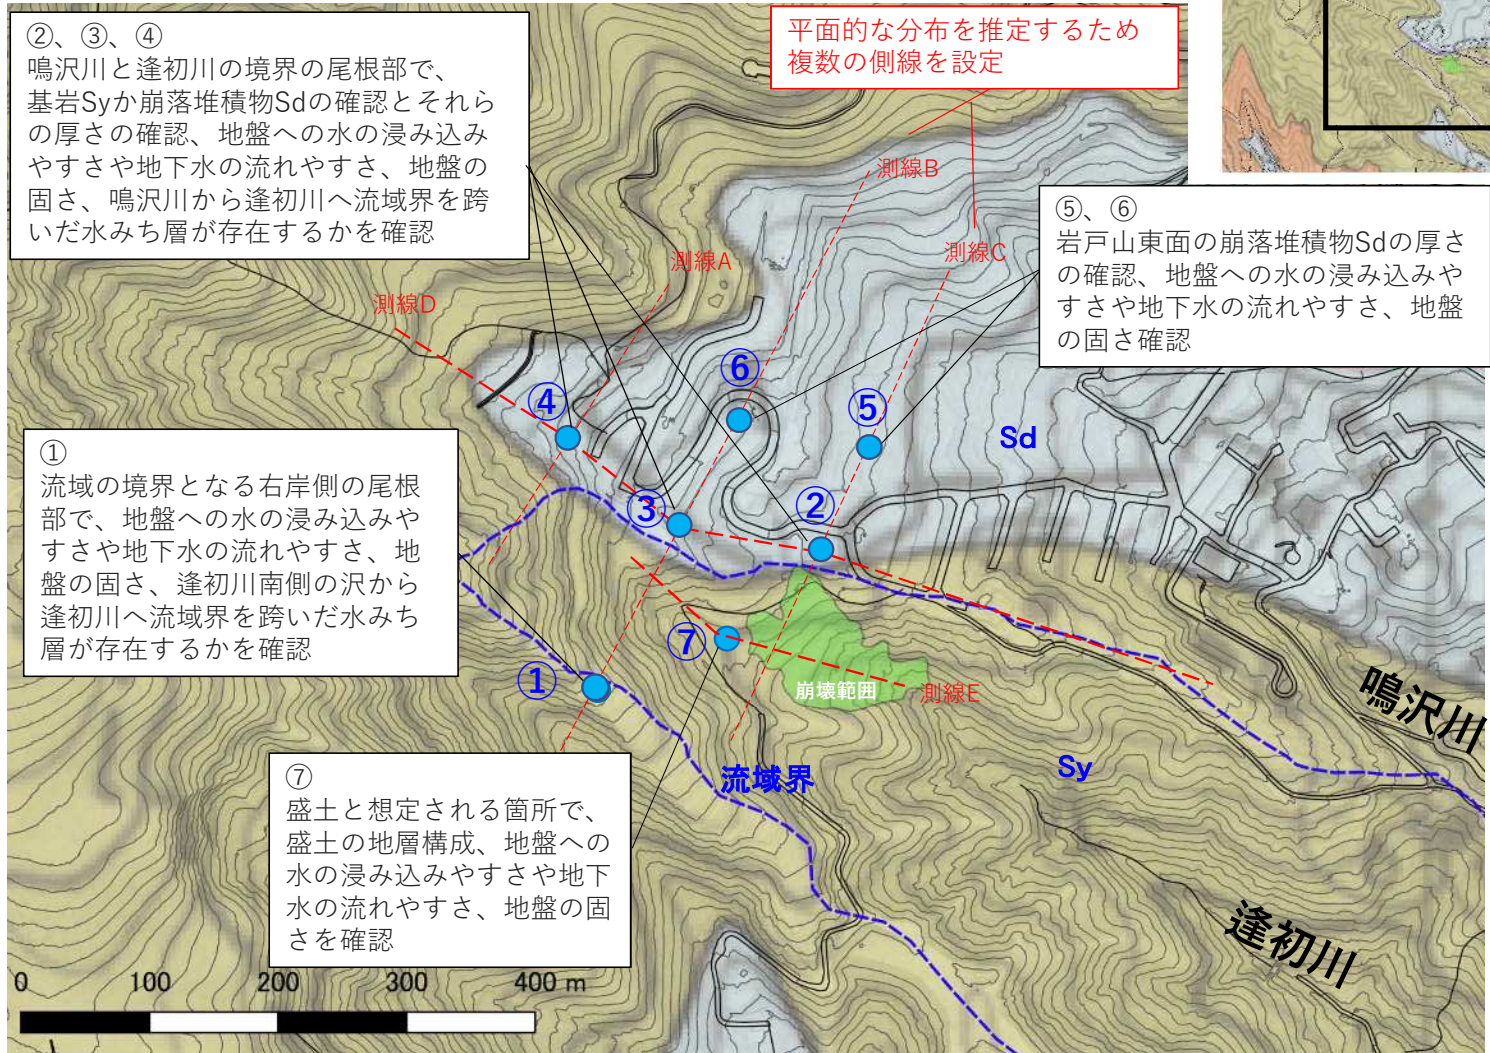 ②、③、④
鳴沢川と逢初川の境界の尾根部で、
基岩Syか崩落堆積物Sdの確認とそれら
の厚さの確認、地盤への水の浸み込み
やすさや地下水の流れやすさ、地盤の
固さ、鳴沢川から逢初川へ流域界を跨
いだ水みち層が存在するかを確認
平面的な分布を推定するため
複数の側線を設定
⑤、⑥
岩戸山東面の崩落堆積物Sdの厚さ
の確認、地盤への水の浸み込みや
すさや地下水の流れやすさ、地盤
の固さ確認
測線B
測線A
測線C
測線D
⑥
④
⑤
Sd
③
②
①
流域の境界となる右岸側の尾根
部で、地盤への水の浸み込みや
すさや地下水の流れやすさ、地
盤の固さ、逢初川南側の沢から
逢初川へ流域界を跨いだ水みち
層が存在するかを確認
⑦
①
崩壊範囲
測線E
鳴沢川
流域界
Sy
⑦
盛土と想定される箇所で、
盛土の地層構成、地盤への
水の浸み込みやすさや地下
水の流れやすさ、地盤の固
さを確認
逢初川
0 100 200 300 400 m